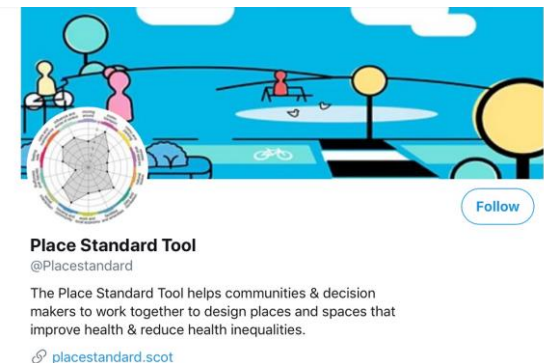 Follow
Place Standard Tool
@Placestandard
The Place Standard Tool helps communities & decision
makers to work together to design places and spaces that
improve health & reduce health inequalities.
placestandard.scot